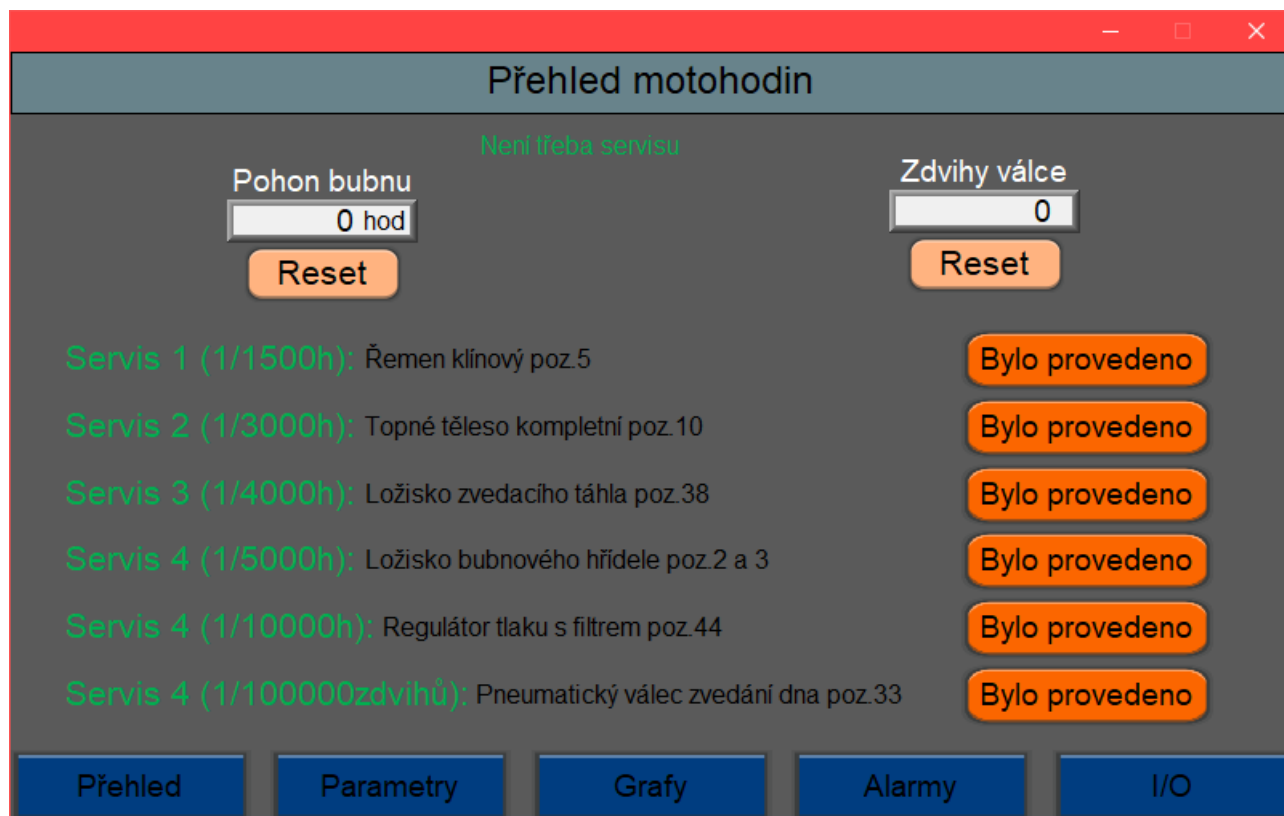 Přehled motohodin
Není třeba servisu
Pohon bubnu
0 hod
Reset
Zdvihy válce
0
Reset
Servis 1 (1/1500h): Řemen klínový poz.5
Bylo provedeno
Servis 2 (1/3000h): Topné těleso kompletní poz.10
Bylo provedeno
Servis 3 (1/4000h): Ložisko zvedacího táhla poz.38
Bylo provedeno
Servis 4 (1/5000h): Ložisko bubnového hřídele poz.2 a 3
Bylo provedeno
Servis 4 (1/10000h): Regulátor tlaku s filtrem poz.44
Bylo provedeno
Servis 4 (1/100000zdvihů): Pneumatický válec zvedání dna poz.33
Bylo provedeno
Přehled
Parametry
Grafy
Alarmy
I/O